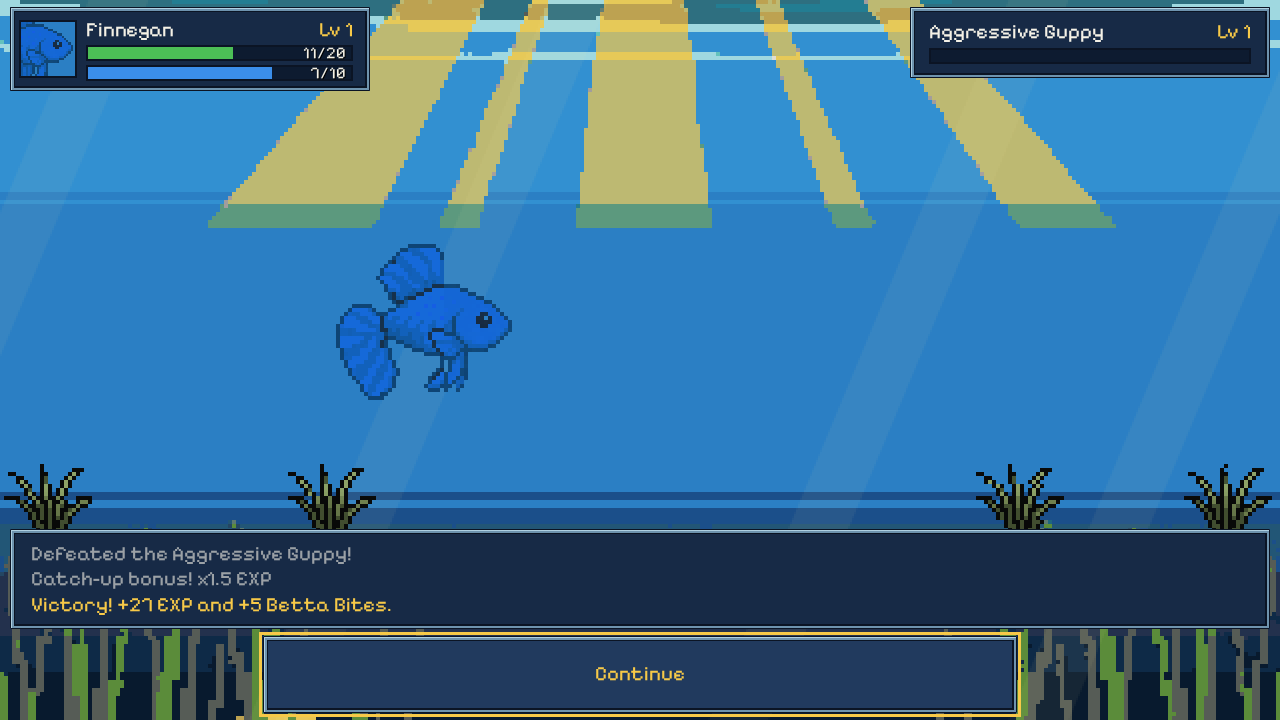 Finnegan Lv 1
11/20
7/10
Aggressive Guppy Lv 1
Defeated the Aggressive Guppy!
Catch-up bonus! x1.5 EXP
Victory! +27 EXP and +5 Betta Bites.
Continue